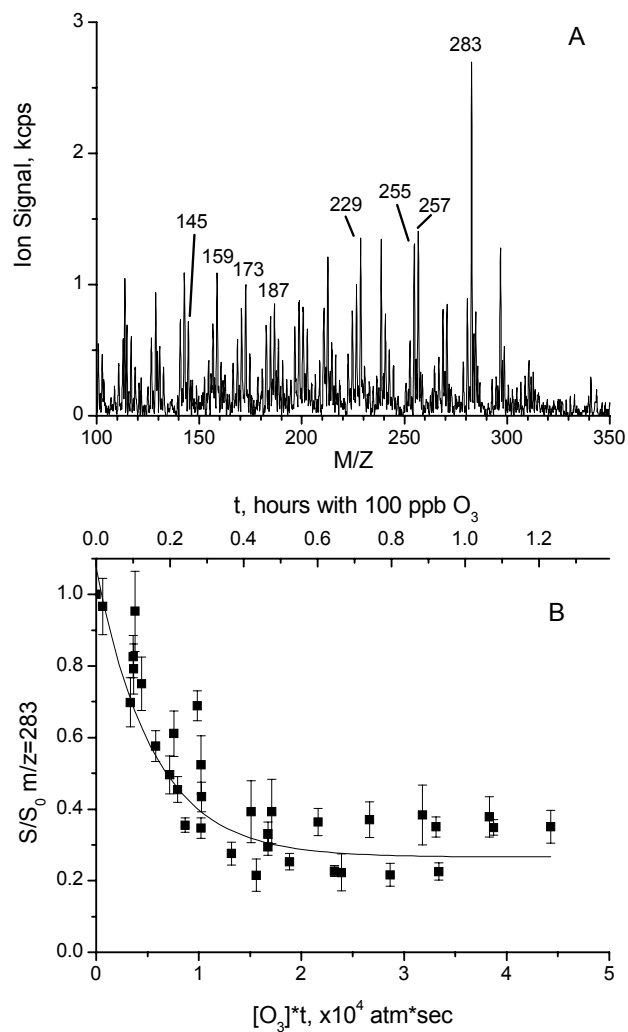 A
Ion Signal, kcps
3
2
1
0
283
145
159
173
187
229
255
257
100 150 200 250 300 350
M/Z
t, hours with 100 ppb O₃
0.0 0.2 0.4 0.6 0.8 1.0 1.2
B
S/S₀ m/z=283
1.0
0.8
0.6
0.4
0.2
0.0
0 1 2 3 4 5
[O₃]*t, x10⁴ atm*sec